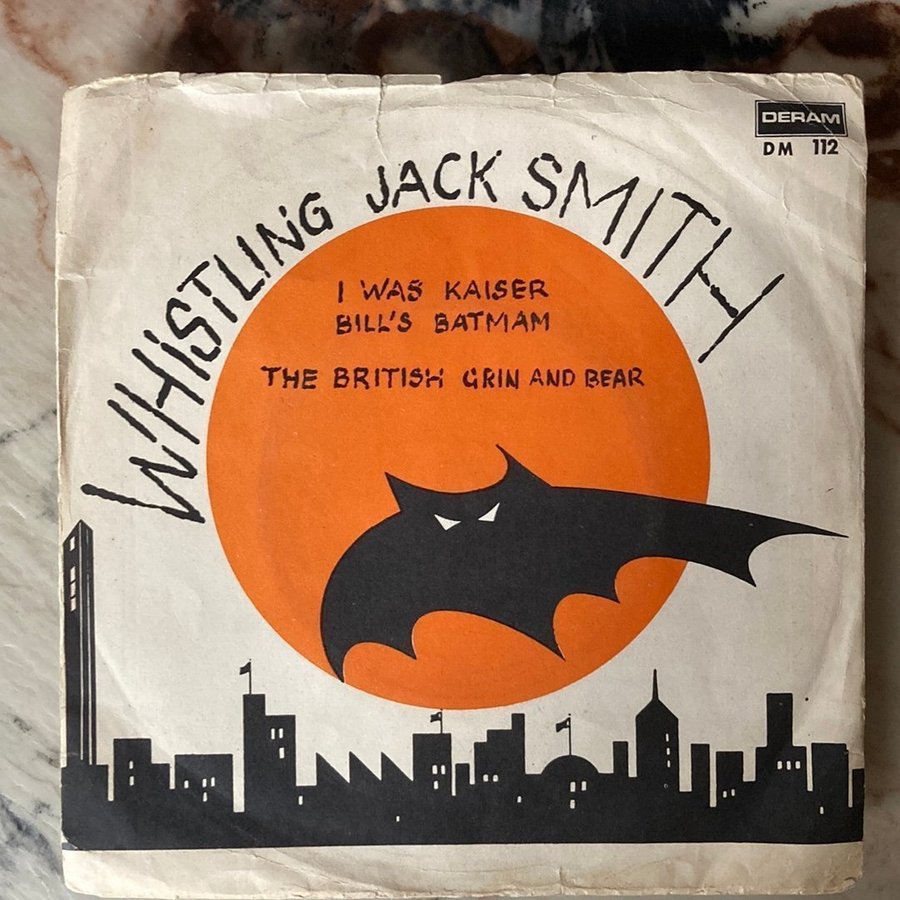 DERAM
DM 112
WHISTLING JACK SMITH
I WAS KAISER
BILL'S BATMAM
THE BRITISH GRIN AND BEAR